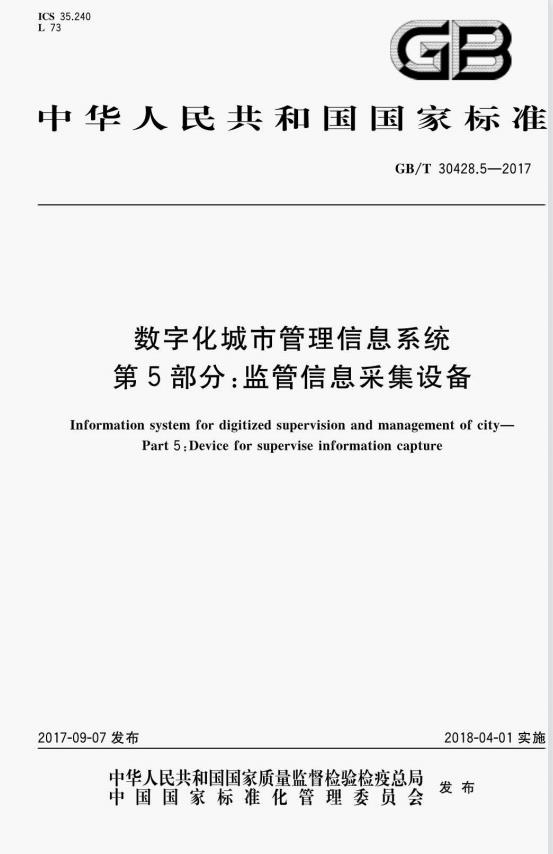 ICS 35.240
L 73
GB
中华人民共和国国家标准
GB/T 30428.5—2017
数字化城市管理信息系统
第5部分:监管信息采集设备
Information system for digitized supervision and management of city—
Part 5:Device for supervise information capture
2017-09-07 发布
2018-04-01 实施
中华人民共和国国家质量监督检验检疫总局
中国国家标准化管理委员会
发布